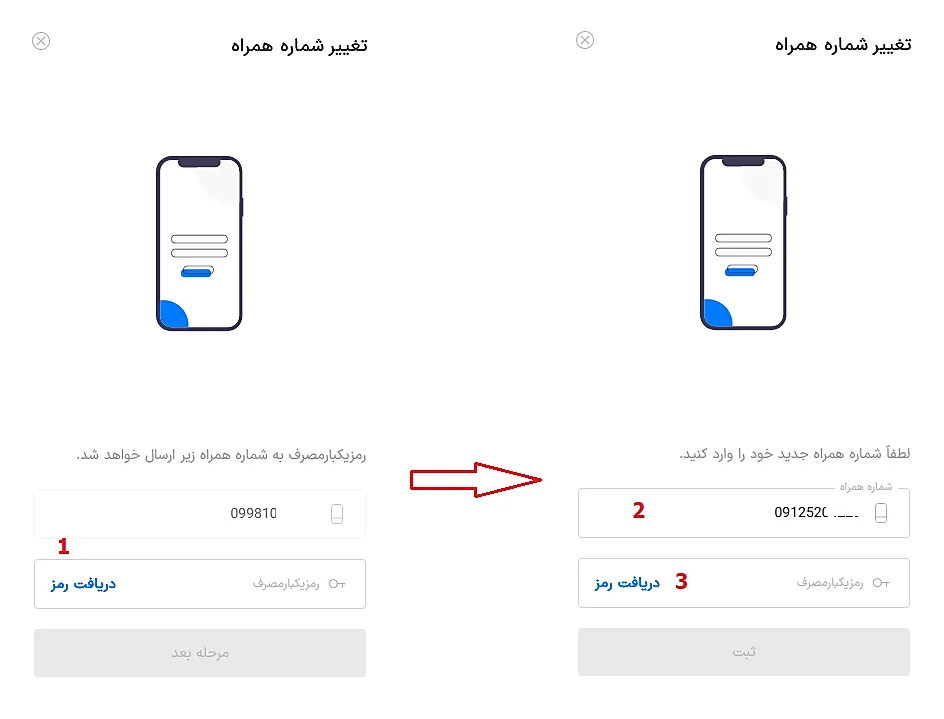 تغییر شماره همراه
رمزیکبارمصرف به شماره همراه زیر ارسال خواهد شد.
099810
1
رمزیکبارمصرف
دریافت رمز
مرحله بعد
تغییر شماره همراه
لطفاً شماره همراه جدید خود را وارد کنید.
شماره همراه
091252
2
رمزیکبارمصرف
3
دریافت رمز
ثبت